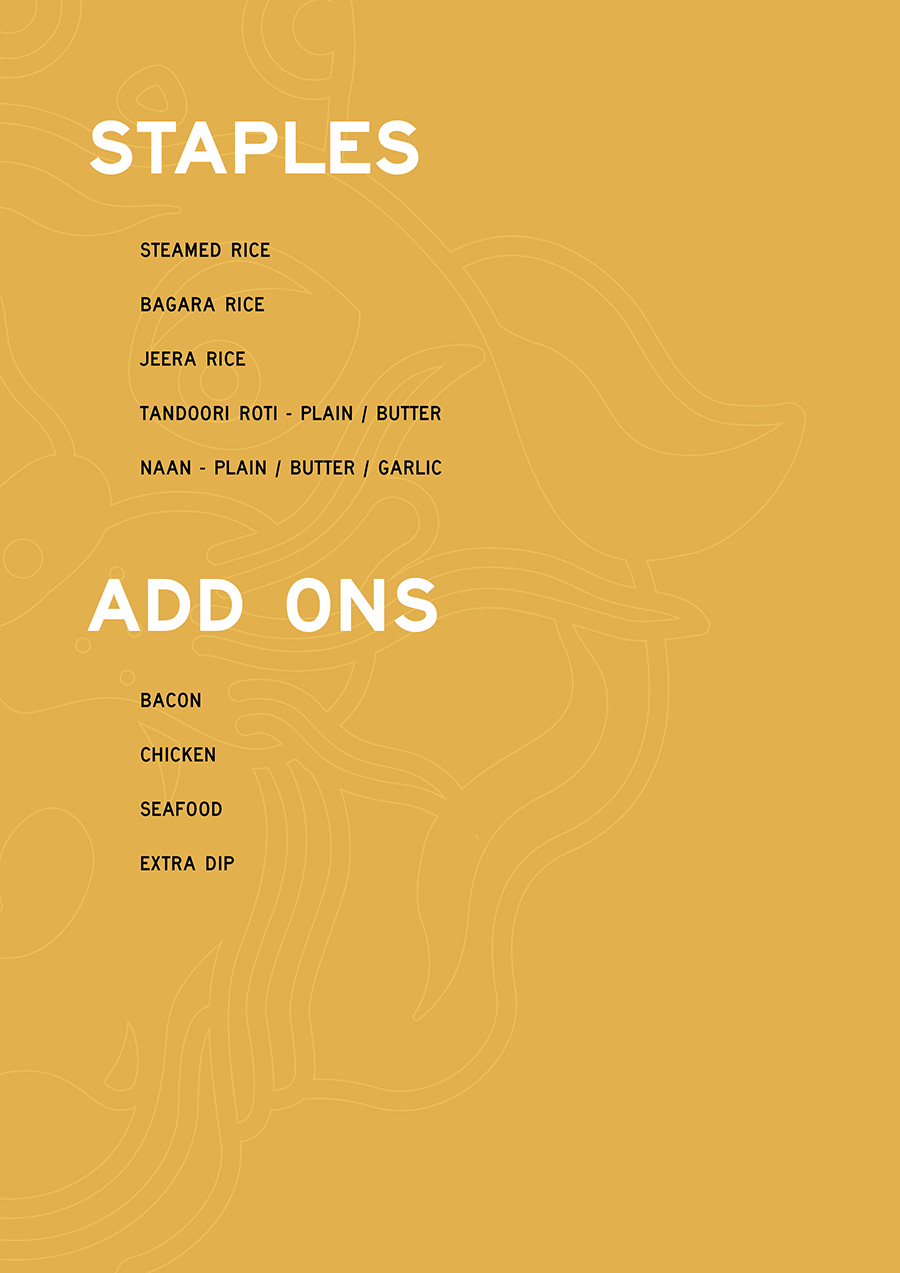 STAPLES
STEAMED RICE
BAGARA RICE
JEERA RICE
TANDOORI ROTI - PLAIN / BUTTER
NAAN - PLAIN / BUTTER / GARLIC
ADD ONS
BACON
CHICKEN
SEAFOOD
EXTRA DIP